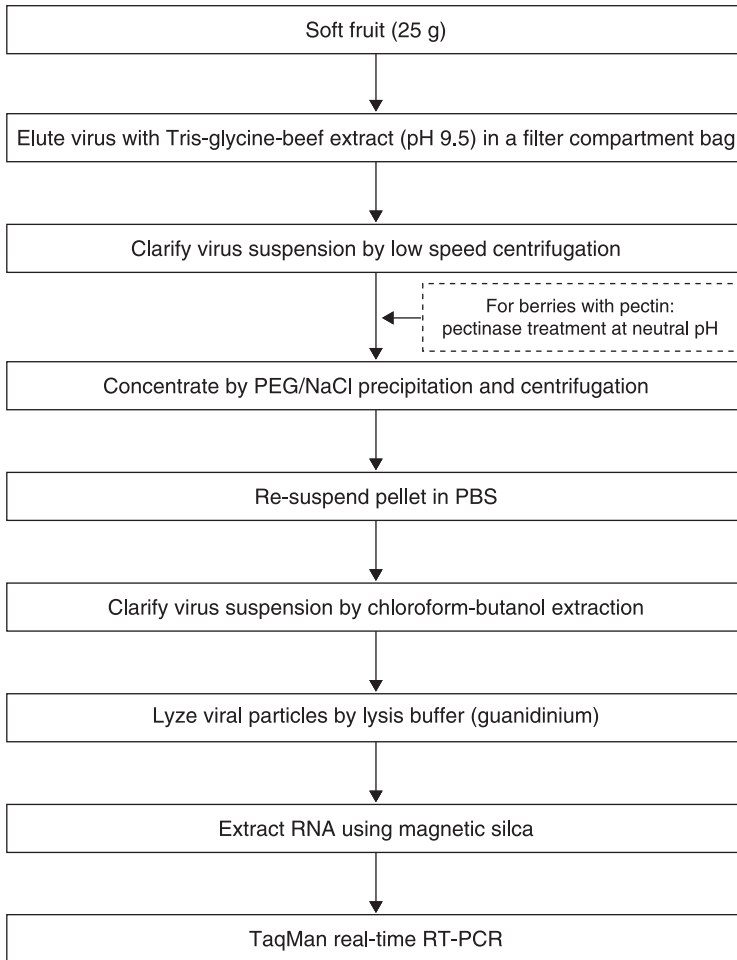 Soft fruit (25 g)
Elute virus with Tris-glycine-beef extract (pH 9.5) in a filter compartment bag
Clarify virus suspension by low speed centrifugation
For berries with pectin:
pectinase treatment at neutral pH
Concentrate by PEG/NaCl precipitation and centrifugation
Re-suspend pellet in PBS
Clarify virus suspension by chloroform-butanol extraction
Lyze viral particles by lysis buffer (guanidinium)
Extract RNA using magnetic silca
TaqMan real-time RT-PCR